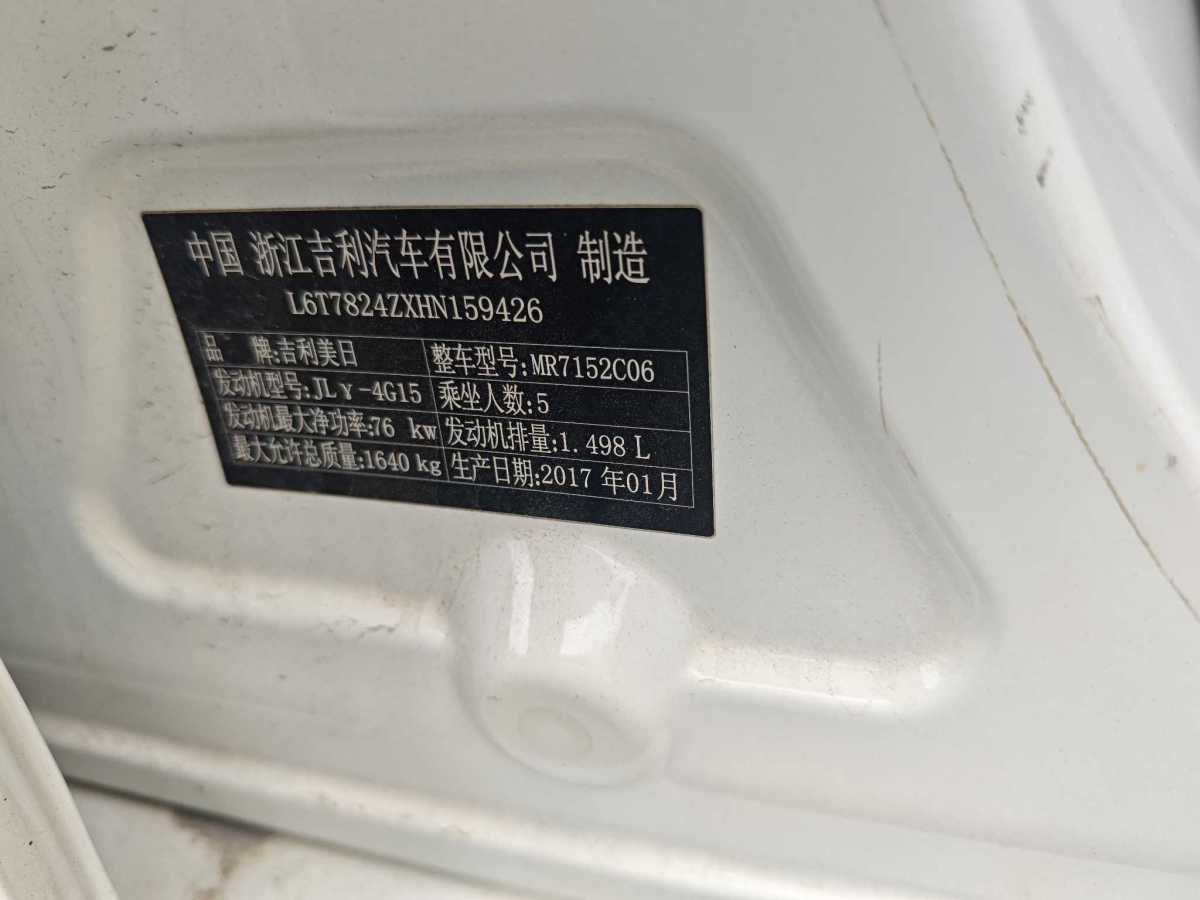 中国 浙江吉利汽车有限公司 制造
L6T7824ZXHN159426
品 牌:吉利美日 整车型号:MR7152C06
发动机型号:JLγ-4G15 乘坐人数:5
发动机最大净功率:76 kw 发动机排量:1.498 L
最大允许总质量:1640 kg 生产日期:2017 年01月